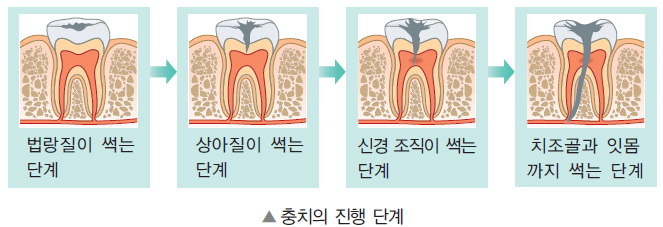 법랑질이 썩는
단계
상아질이 썩는
단계
신경 조직이 썩는
단계
치조골과 잇몸
까지 썩는 단계
▲ 충치의 진행 단계